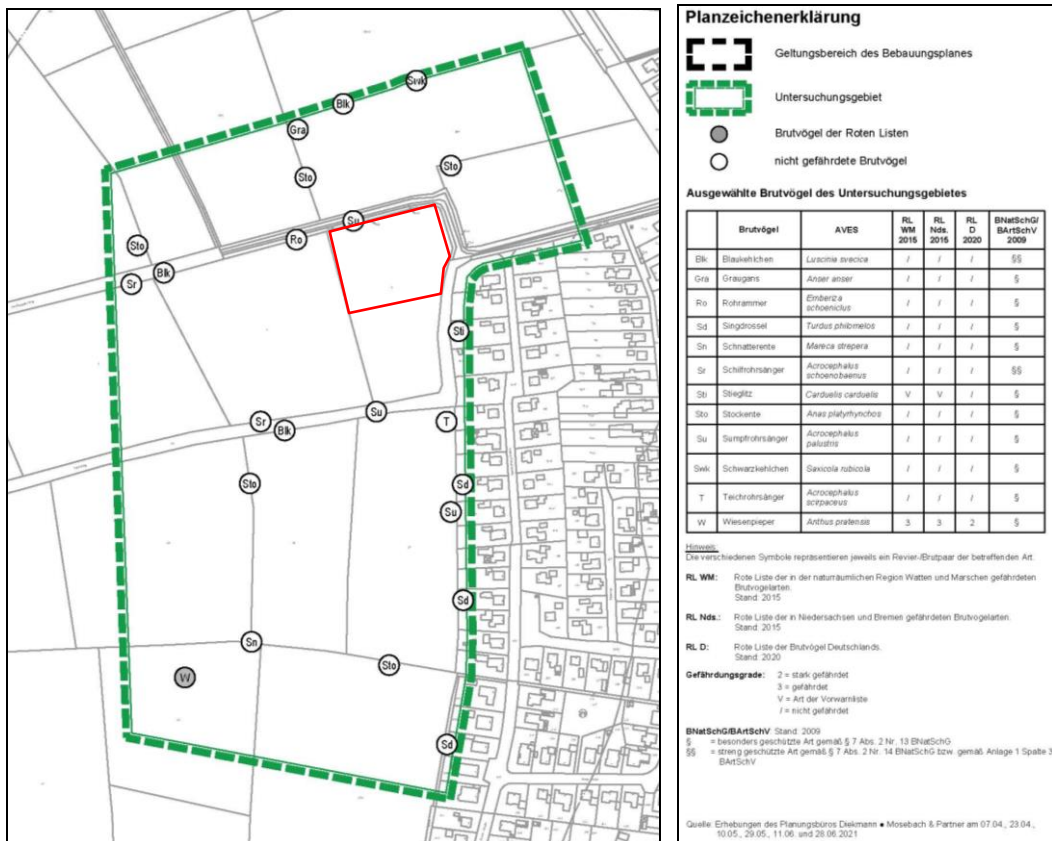 Swk
Blk
Gra
Sto
Sto
Su
Ro
Sto
Blk
Sr
Sti
Su
Sr
T
Blk
Sto
Sd
Su
Sd
Sn
Sto
W
Sd
Planzeichenerklärung
Geltungsbereich des Bebauungsplanes
Untersuchungsgebiet
Brutvögel der Roten Listen
nicht gefährdete Brutvögel
Ausgewählte Brutvögel des Untersuchungsgebietes
Brutvögel AVES RL WM 2015 RL Nds. 2015 RL D 2020 BNatSchG/ BArtSchV 2009
Blk Blaukehlchen Luscinia svecica / / / §§
Gra Graugans Anser anser / / / §
Ro Rohrammer Emberiza schoeniclus / / / §
Sd Singdrossel Turdus philomelos / / / §
Sn Schnatterente Mareca strepera / / / §
Sr Schilfrohrsänger Acrocephalus schoenobaenus / / / §§
Sti Stieglitz Carduelis carduelis V V / §
Sto Stockente Anas platyrhynchos / / / §
Su Sumpfrohrsänger Acrocephalus palustris / / / §
Swk Schwarzkehlchen Saxicola rubicola / / / §
T Teichrohrsänger Acrocephalus scirpaceus / / / §
W Wiesenpieper Anthus pratensis 3 3 2 §
Hinweis:
Die verschiedenen Symbole repräsentieren jeweils ein Revier-/Brutpaar der betreffenden Art.
RL WM: Rote Liste der in der naturräumlichen Region Watten und Marschen gefährdeten
Brutvogelarten.
Stand: 2015
RL Nds.: Rote Liste der in Niedersachsen und Bremen gefährdeten Brutvogelarten.
Stand: 2015
RL D: Rote Liste der Brutvögel Deutschlands.
Stand: 2020
Gefährdungsgrade: 2 = stark gefährdet
3 = gefährdet
V = Art der Vorwarnliste
/ = nicht gefährdet
BNatSchG/BArtSchV: Stand: 2009
§ = besonders geschützte Art gemäß § 7 Abs. 2 Nr. 13 BNatSchG
§§ = streng geschützte Art gemäß § 7 Abs. 2 Nr. 14 BNatSchG bzw. gemäß Anlage 1 Spalte 3
BArtSchV
Quelle: Erhebungen des Planungsbüros Diekmann • Mosebach & Partner am 07.04., 23.04.,
10.05., 29.05., 11.06. und 28.06.2021